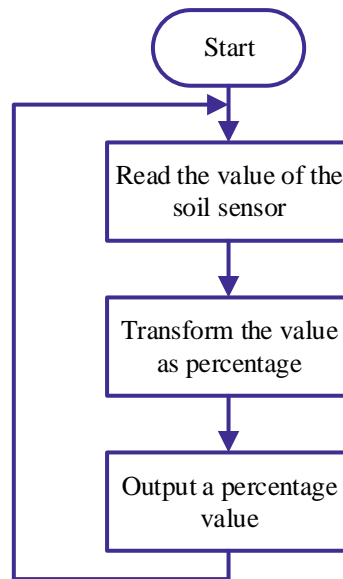 Start
Read the value of the
soil sensor
Transform the value
as percentage
Output a percentage
value